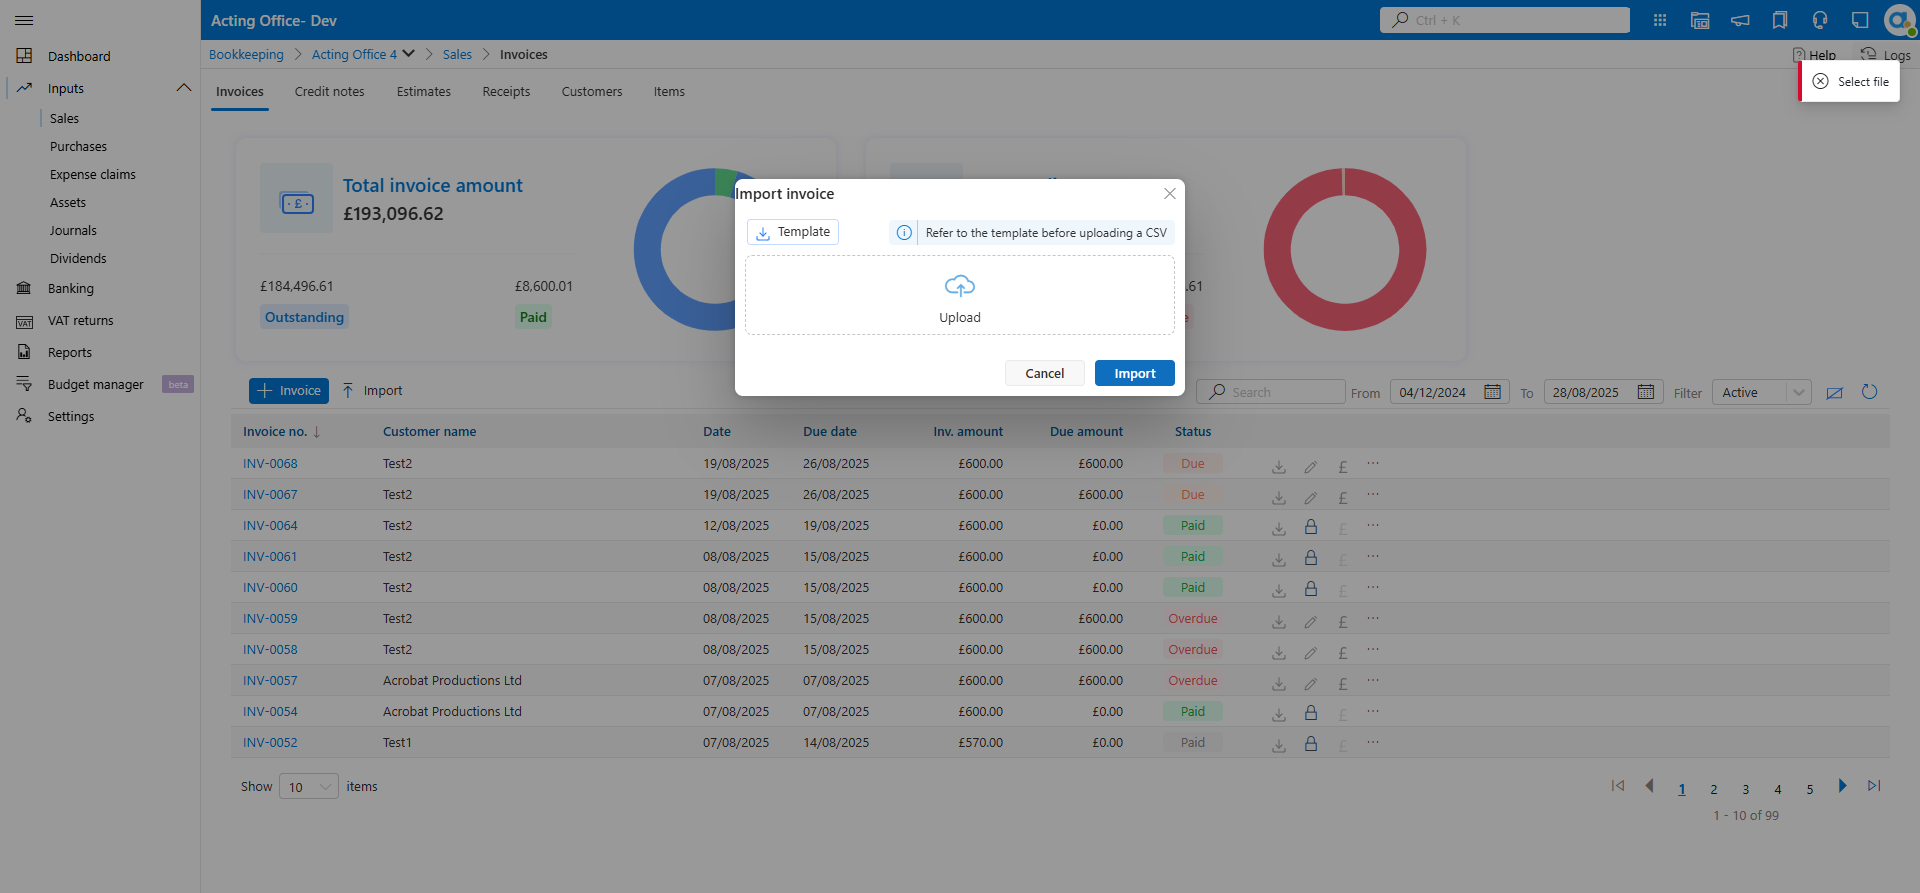 Acting Office- Dev
Ctrl + K
Bookkeeping
Acting Office 4
Sales
Invoices
Help
Logs
Select file
Dashboard
Inputs
Sales
Purchases
Expense claims
Assets
Journals
Dividends
Banking
VAT returns
Reports
Budget manager beta
Settings
Invoices
Credit notes
Estimates
Receipts
Customers
Items
Total invoice amount
£193,096.62
£184,496.61
Outstanding
£8,600.01
Paid
.61
Import invoice
Template
Refer to the template before uploading a CSV
Upload
Cancel
Import
Invoice
Import
Search
From 04/12/2024 To 28/08/2025 Filter Active
Invoice no. Customer name Date Due date Inv. amount Due amount Status
INV-0068 Test2 19/08/2025 26/08/2025 £600.00 £600.00 Due £ ...
INV-0067 Test2 19/08/2025 26/08/2025 £600.00 £600.00 Due £ ...
INV-0064 Test2 12/08/2025 19/08/2025 £600.00 £0.00 Paid £ ...
INV-0061 Test2 08/08/2025 15/08/2025 £600.00 £0.00 Paid £ ...
INV-0060 Test2 08/08/2025 15/08/2025 £600.00 £0.00 Paid £ ...
INV-0059 Test2 08/08/2025 15/08/2025 £600.00 £600.00 Overdue £ ...
INV-0058 Test2 08/08/2025 15/08/2025 £600.00 £600.00 Overdue £ ...
INV-0057 Acrobat Productions Ltd 07/08/2025 07/08/2025 £600.00 £600.00 Overdue £ ...
INV-0054 Acrobat Productions Ltd 07/08/2025 07/08/2025 £600.00 £0.00 Paid £ ...
INV-0052 Test1 07/08/2025 14/08/2025 £570.00 £0.00 Paid £ ...
Show 10 items
1 2 3 4 5
1 - 10 of 99